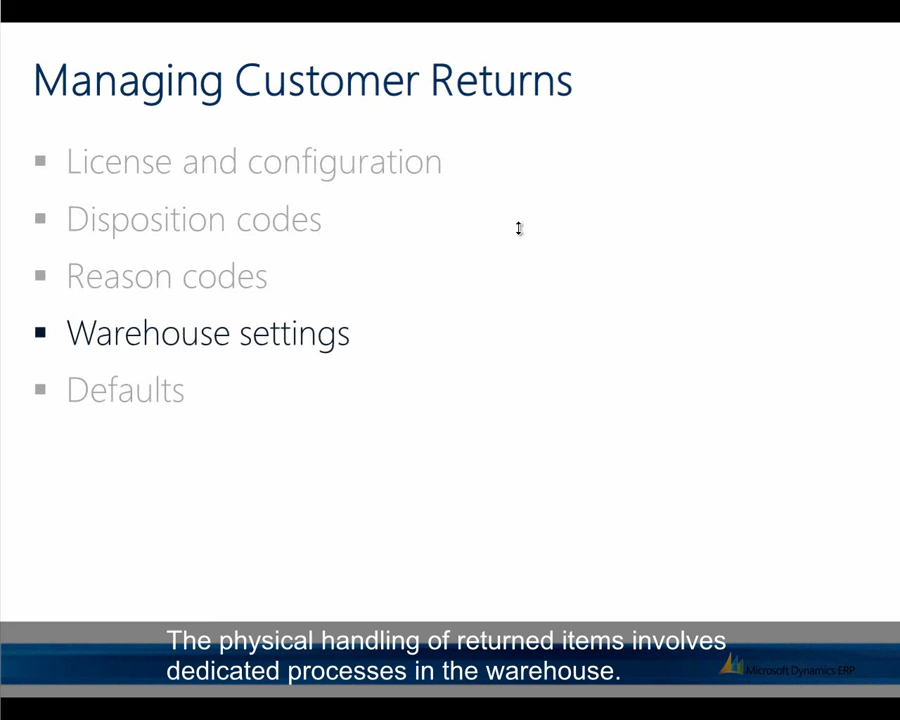 Managing Customer Returns
▪ License and configuration
▪ Disposition codes
▪ Reason codes
▪ Warehouse settings
▪ Defaults
The physical handling of returned items involves
dedicated processes in the warehouse.
Microsoft Dynamics ERP